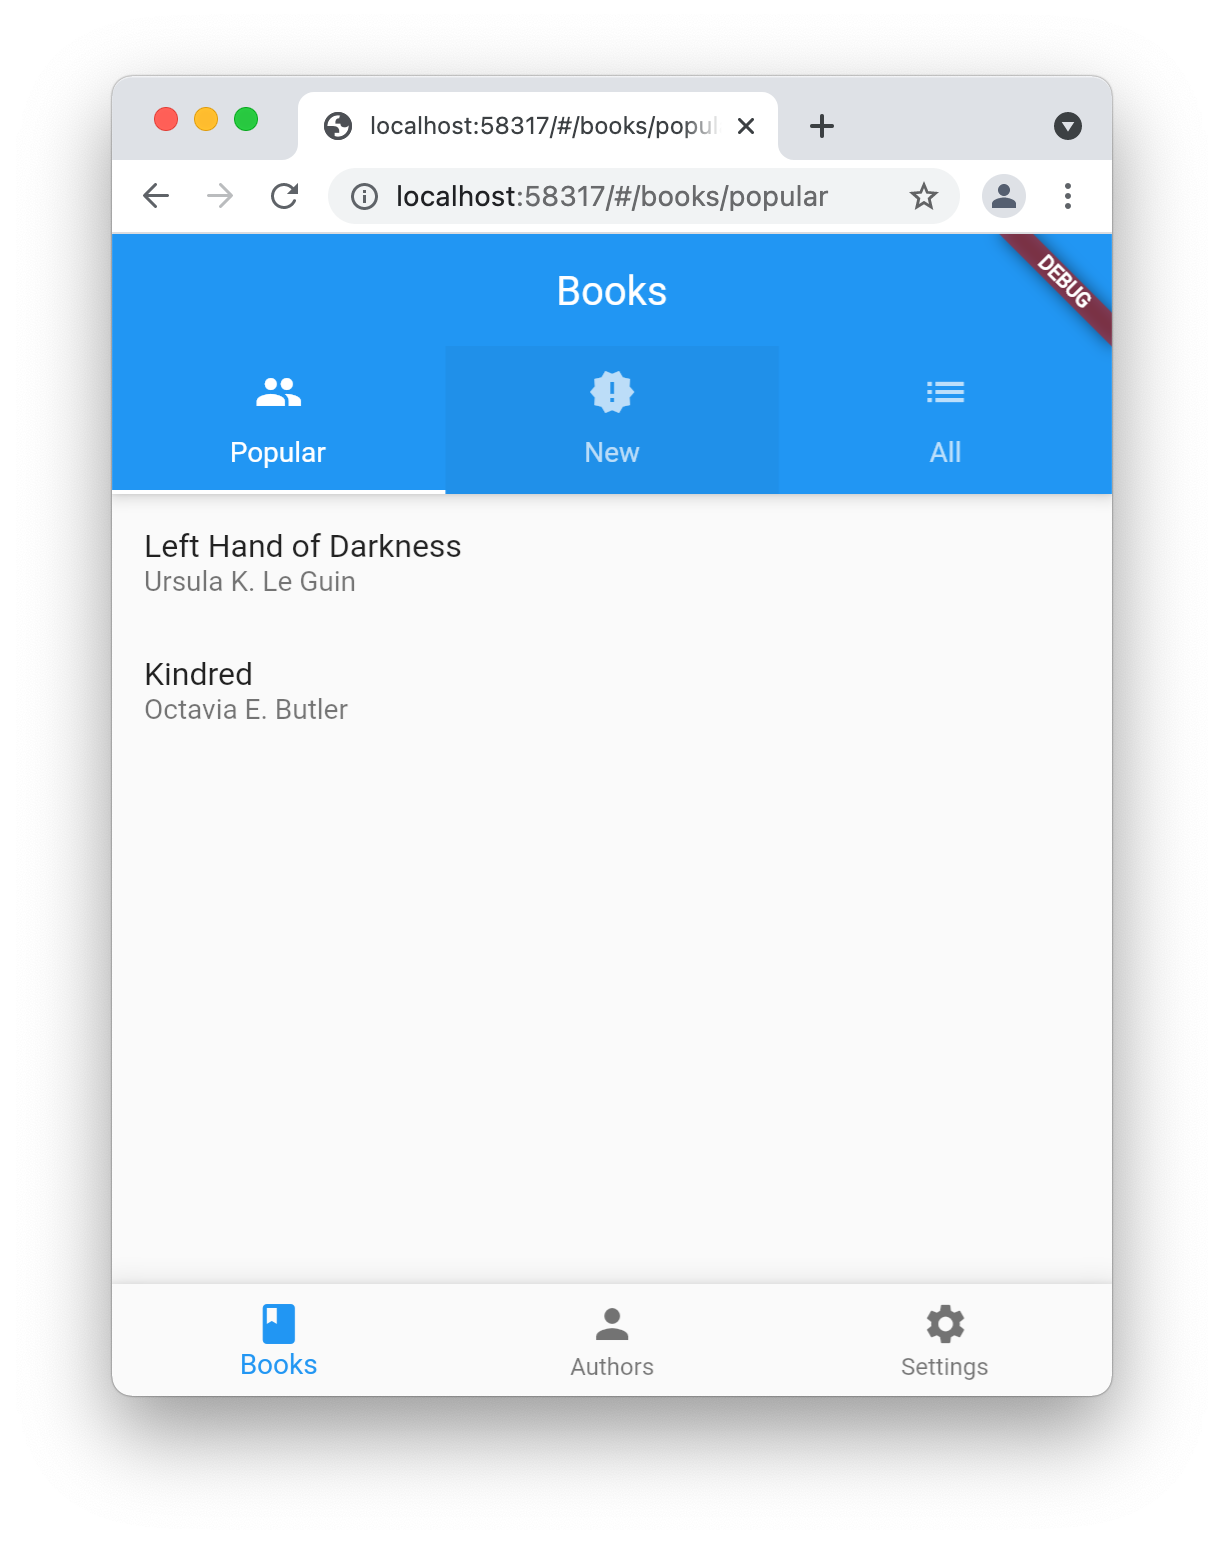 localhost:58317/#/books/popul
localhost:58317/#/books/popular
Books
DEBUG
Popular
New
All
Left Hand of Darkness
Ursula K. Le Guin
Kindred
Octavia E. Butler
Books
Authors
Settings